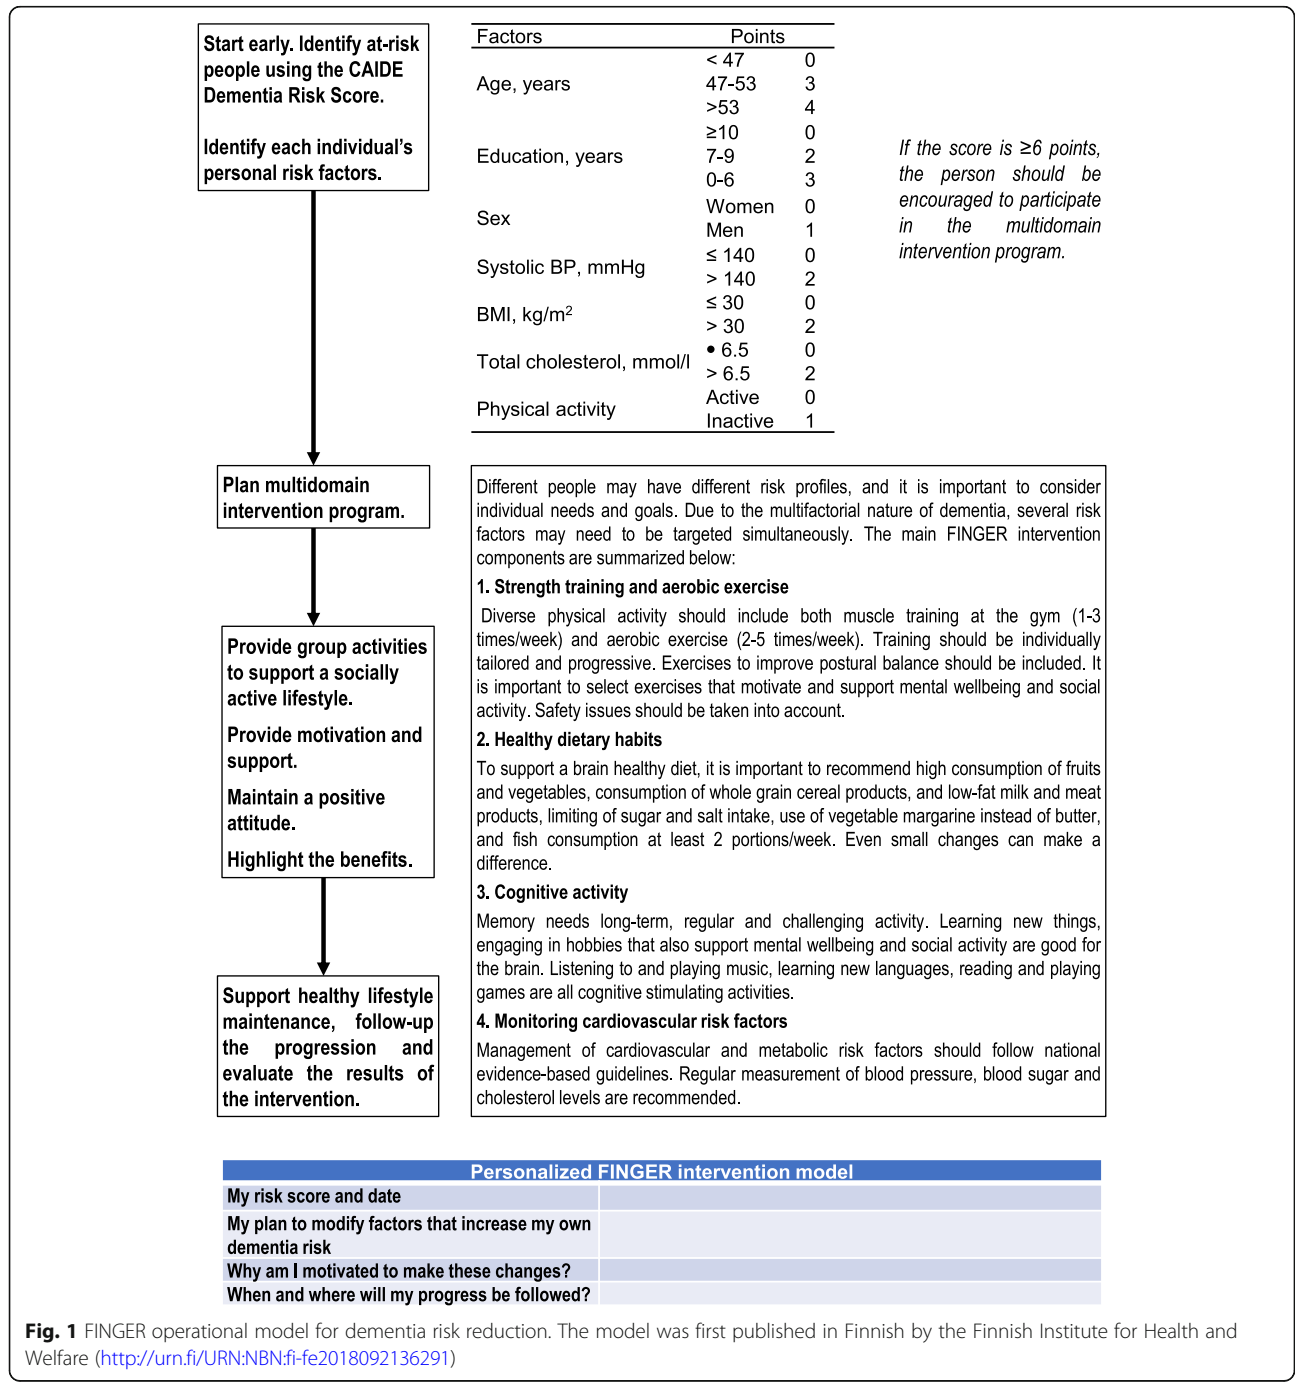 Start early. Identify at-risk
people using the CAIDE
Dementia Risk Score.
Identify each individual's
personal risk factors.
Factors Points
Age, years
< 47 0
47-53 3
>53 4
Education, years
≥10 0
7-9 2
0-6 3
Sex
Women 0
Men 1
Systolic BP, mmHg
≤ 140 0
> 140 2
BMI, kg/m²
≤ 30 0
> 30 2
Total cholesterol, mmol/l
• 6.5 0
> 6.5 2
Physical activity
Active 0
Inactive 1
If the score is ≥6 points,
the person should be
encouraged to participate
in the multidomain
intervention program.
Plan multidomain
intervention program.
Provide group activities
to support a socially
active lifestyle.
Provide motivation and
support.
Maintain a positive
attitude.
Highlight the benefits.
Support healthy lifestyle
maintenance, follow-up
the progression and
evaluate the results of
the intervention.
Different people may have different risk profiles, and it is important to consider
individual needs and goals. Due to the multifactorial nature of dementia, several risk
factors may need to be targeted simultaneously. The main FINGER intervention
components are summarized below:
1. Strength training and aerobic exercise
Diverse physical activity should include both muscle training at the gym (1-3
times/week) and aerobic exercise (2-5 times/week). Training should be individually
tailored and progressive. Exercises to improve postural balance should be included. It
is important to select exercises that motivate and support mental wellbeing and social
activity. Safety issues should be taken into account.
2. Healthy dietary habits
To support a brain healthy diet, it is important to recommend high consumption of fruits
and vegetables, consumption of whole grain cereal products, and low-fat milk and meat
products, limiting of sugar and salt intake, use of vegetable margarine instead of butter,
and fish consumption at least 2 portions/week. Even small changes can make a
difference.
3. Cognitive activity
Memory needs long-term, regular and challenging activity. Learning new things,
engaging in hobbies that also support mental wellbeing and social activity are good for
the brain. Listening to and playing music, learning new languages, reading and playing
games are all cognitive stimulating activities.
4. Monitoring cardiovascular risk factors
Management of cardiovascular and metabolic risk factors should follow national
evidence-based guidelines. Regular measurement of blood pressure, blood sugar and
cholesterol levels are recommended.
Personalized FINGER intervention model
My risk score and date
My plan to modify factors that increase my own
dementia risk
Why am I motivated to make these changes?
When and where will my progress be followed?
Fig. 1 FINGER operational model for dementia risk reduction. The model was first published in Finnish by the Finnish Institute for Health and
Welfare (http://urn.fi/URN:NBN:fi-fe2018092136291)